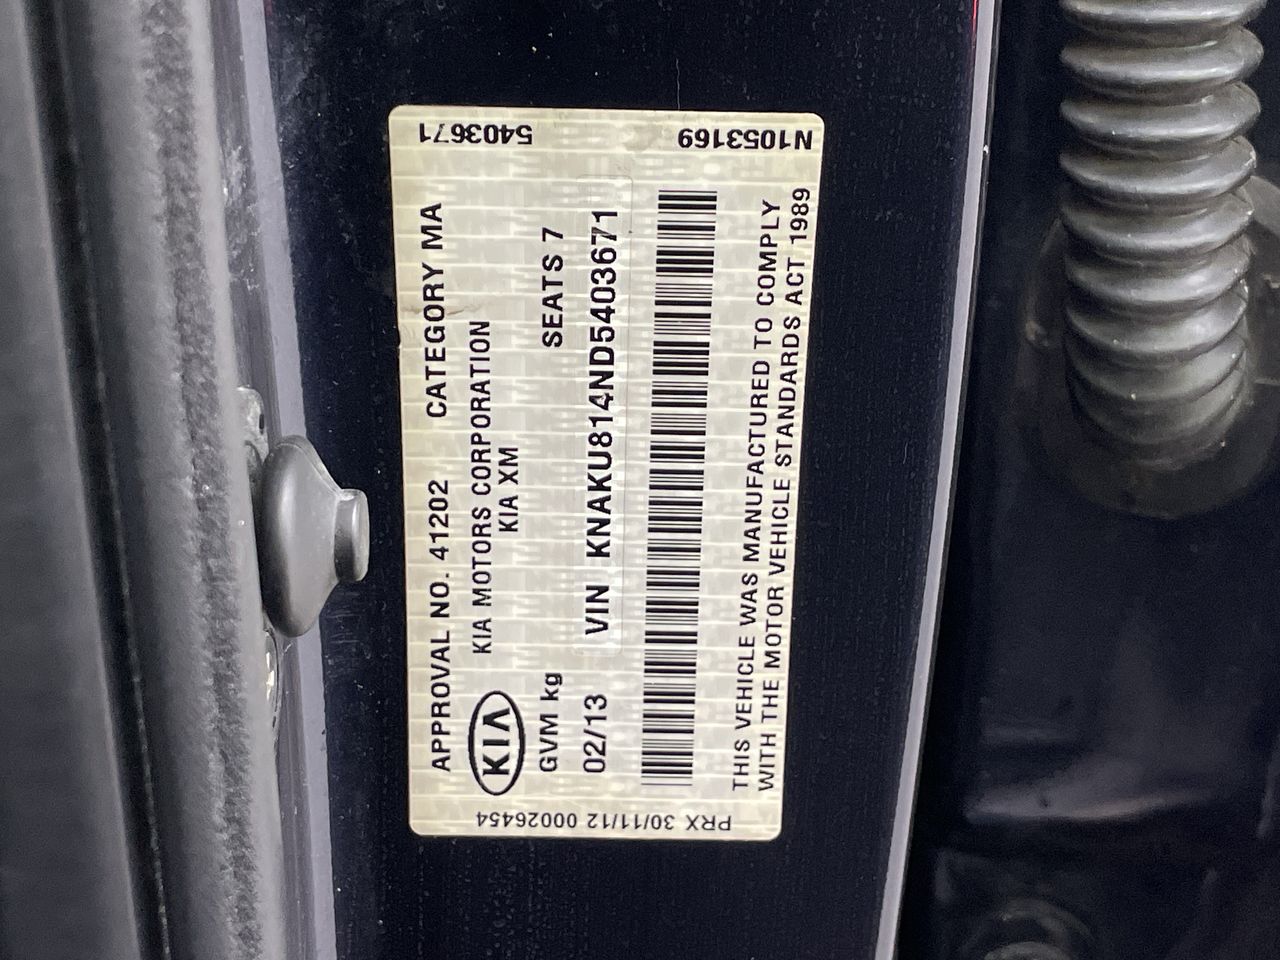 APPROVAL NO. 41202 CATEGORY MA
KIA MOTORS CORPORATION
KIA
KIA XM
GVM kg SEATS 7
02/13 VIN KNAKU814ND5403671
THIS VEHICLE WAS MANUFACTURED TO COMPLY
WITH THE MOTOR VEHICLE STANDARDS ACT 1989
PRX 30/11/12 00026454
N1053169 5403671